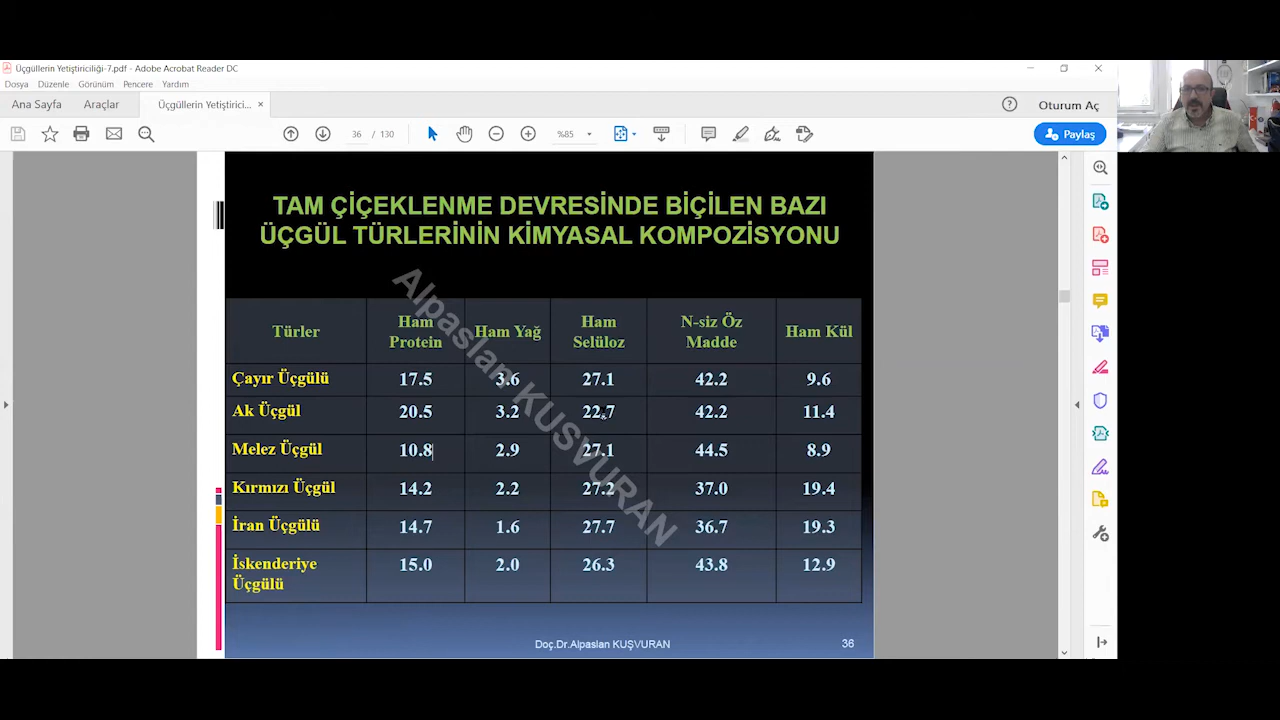 Üçgüllerin Yetiştiriciliği-7.pdf - Adobe Acrobat Reader DC
Dosya Düzenle Görünüm Pencere Yardım
Ana Sayfa Araçlar Üçgüllerin Yetiştirici... × Oturum Aç
36 / 130 %85 Paylaş
TAM ÇİÇEKLENME DEVRESİNDE BİÇİLEN BAZI
ÜÇGÜL TÜRLERİNİN KİMYASAL KOMPOZİSYONU
Türler Ham Protein Ham Yağ Ham Selüloz N-siz Öz Madde Ham Kül
Çayır Üçgülü 17.5 3.6 27.1 42.2 9.6
Ak Üçgül 20.5 3.2 22.7 42.2 11.4
Melez Üçgül 10.8 2.9 27.1 44.5 8.9
Kırmızı Üçgül 14.2 2.2 27.2 37.0 19.4
İran Üçgülü 14.7 1.6 27.7 36.7 19.3
İskenderiye Üçgülü 15.0 2.0 26.3 43.8 12.9
Alpaslan KUSVURAN
Doç.Dr.Alpaslan KUŞVURAN 36